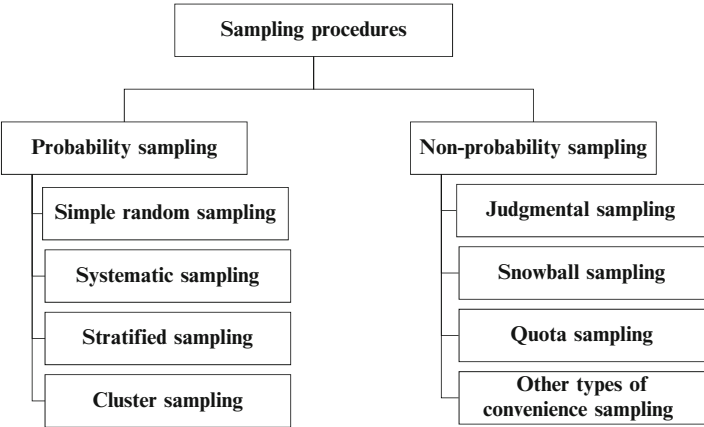 Sampling procedures
Probability sampling
Simple random sampling
Systematic sampling
Stratified sampling
Cluster sampling
Non-probability sampling
Judgmental sampling
Snowball sampling
Quota sampling
Other types of
convenience sampling